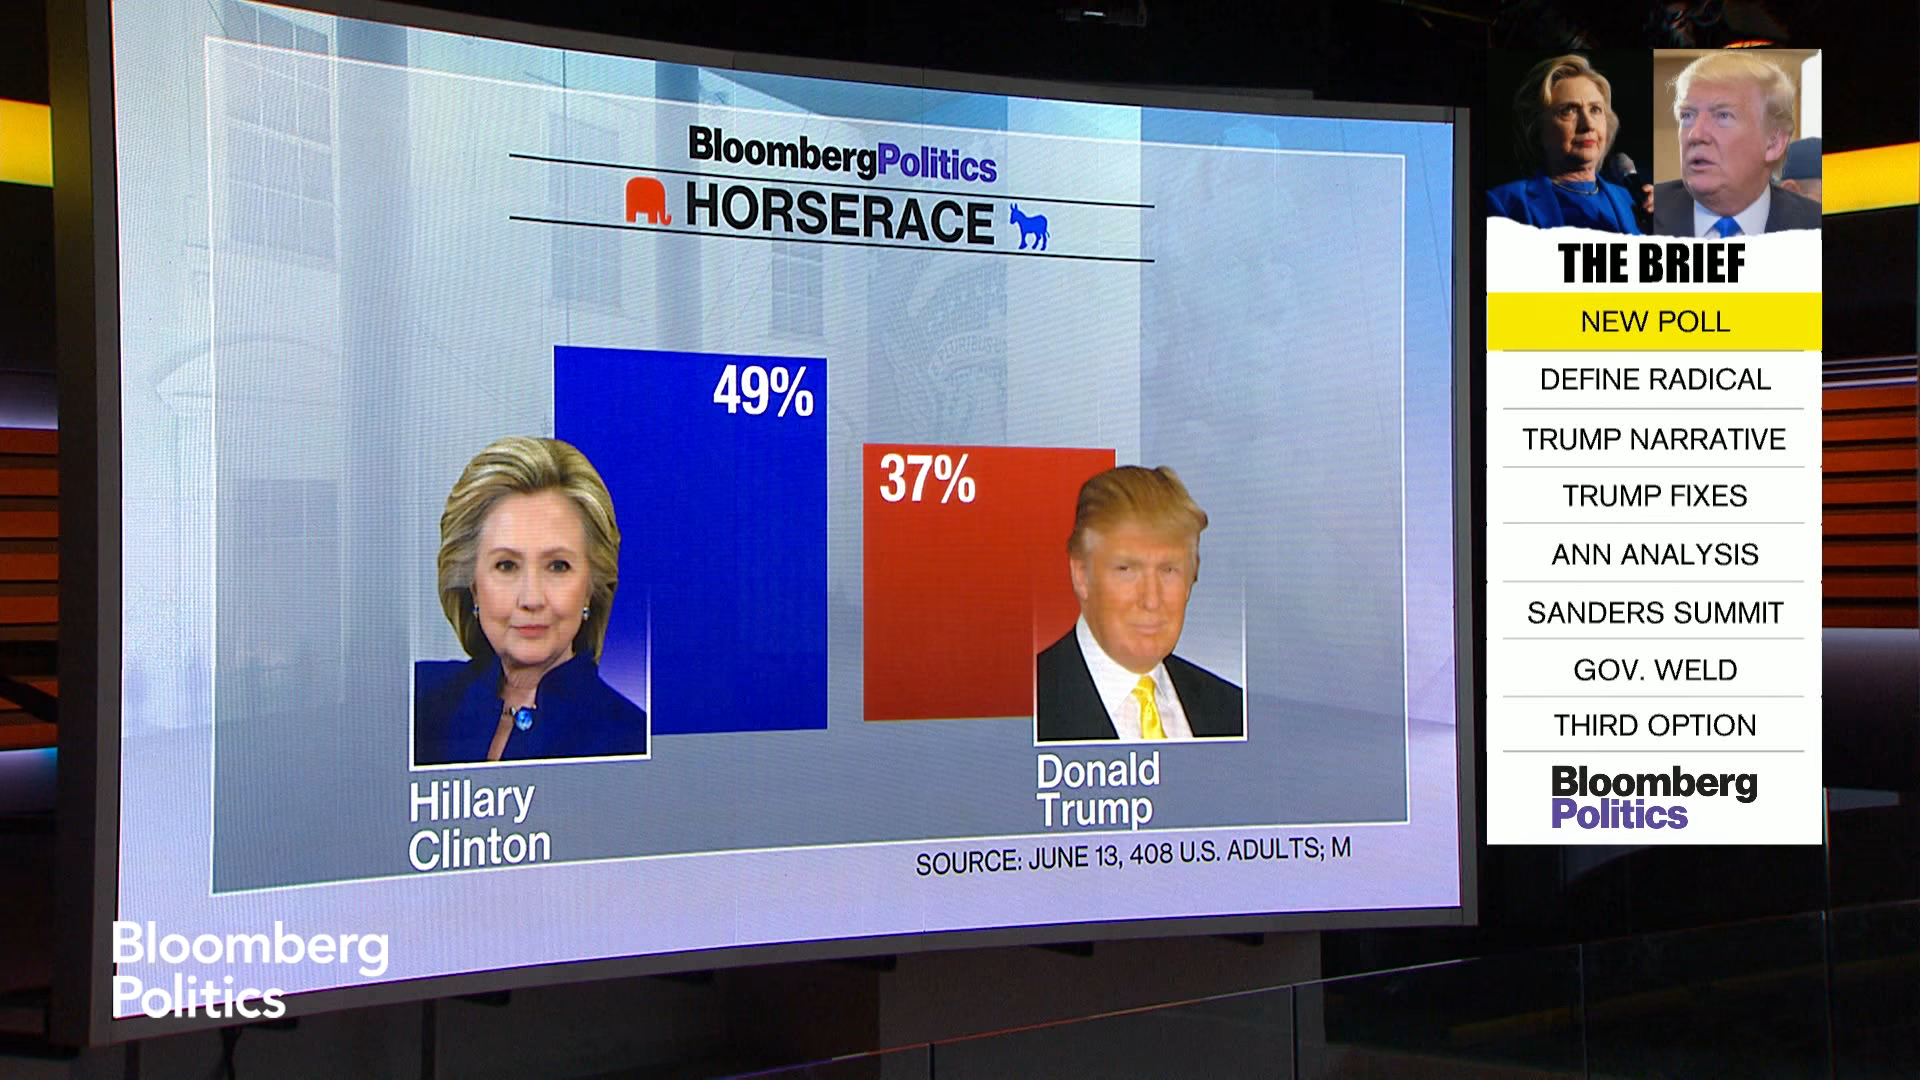 BloombergPolitics
HORSERACE
49%
37%
Hillary
Clinton
Donald
Trump
SOURCE: JUNE 13, 408 U.S. ADULTS; M
PLURIBUS
THE BRIEF
NEW POLL
DEFINE RADICAL
TRUMP NARRATIVE
TRUMP FIXES
ANN ANALYSIS
SANDERS SUMMIT
GOV. WELD
THIRD OPTION
Bloomberg
Politics
Bloomberg
Politics